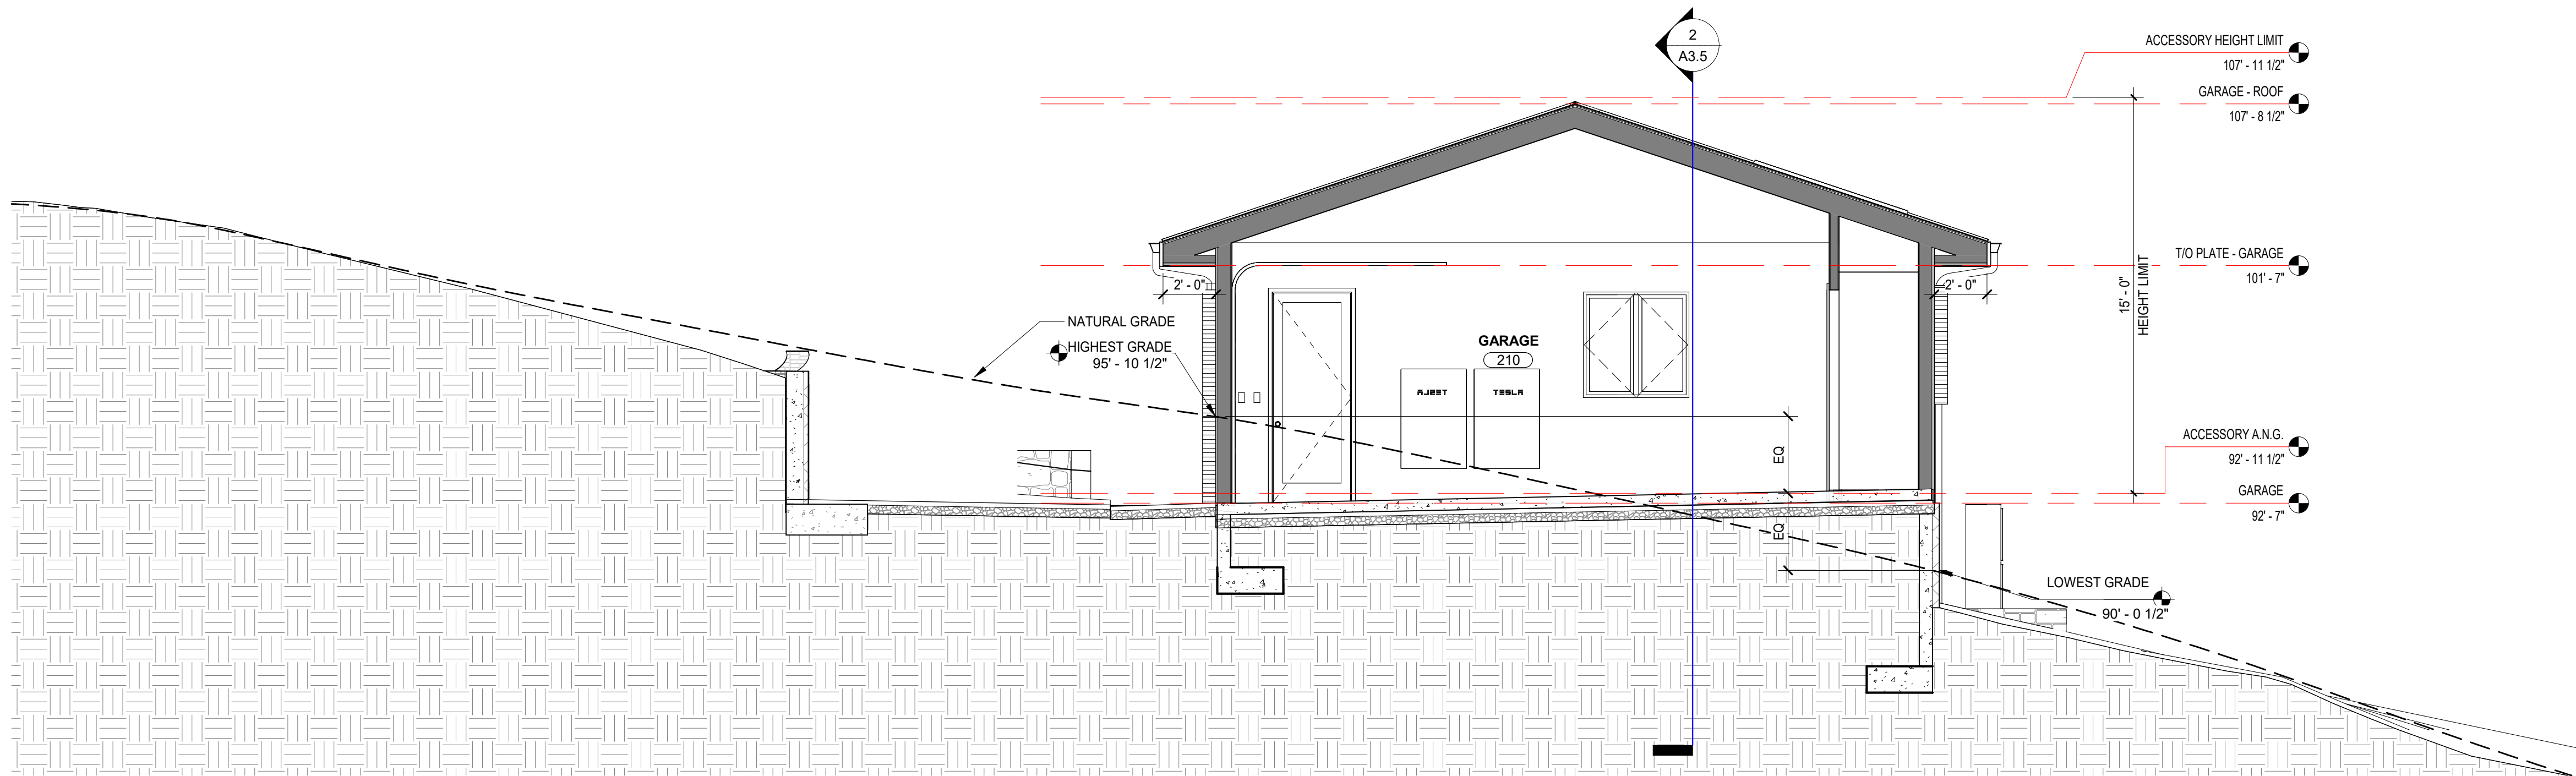 2
A3.5
ACCESSORY HEIGHT LIMIT
107' - 11 1/2"
GARAGE - ROOF
107' - 8 1/2"
T/O PLATE - GARAGE
101' - 7"
15' - 0"
HEIGHT LIMIT
2' - 0"
2' - 0"
NATURAL GRADE
HIGHEST GRADE
95' - 10 1/2"
GARAGE
210
TESLA
TESLA
EQ
EQ
ACCESSORY A.N.G.
92' - 11 1/2"
GARAGE
92' - 7"
LOWEST GRADE
90' - 0 1/2"